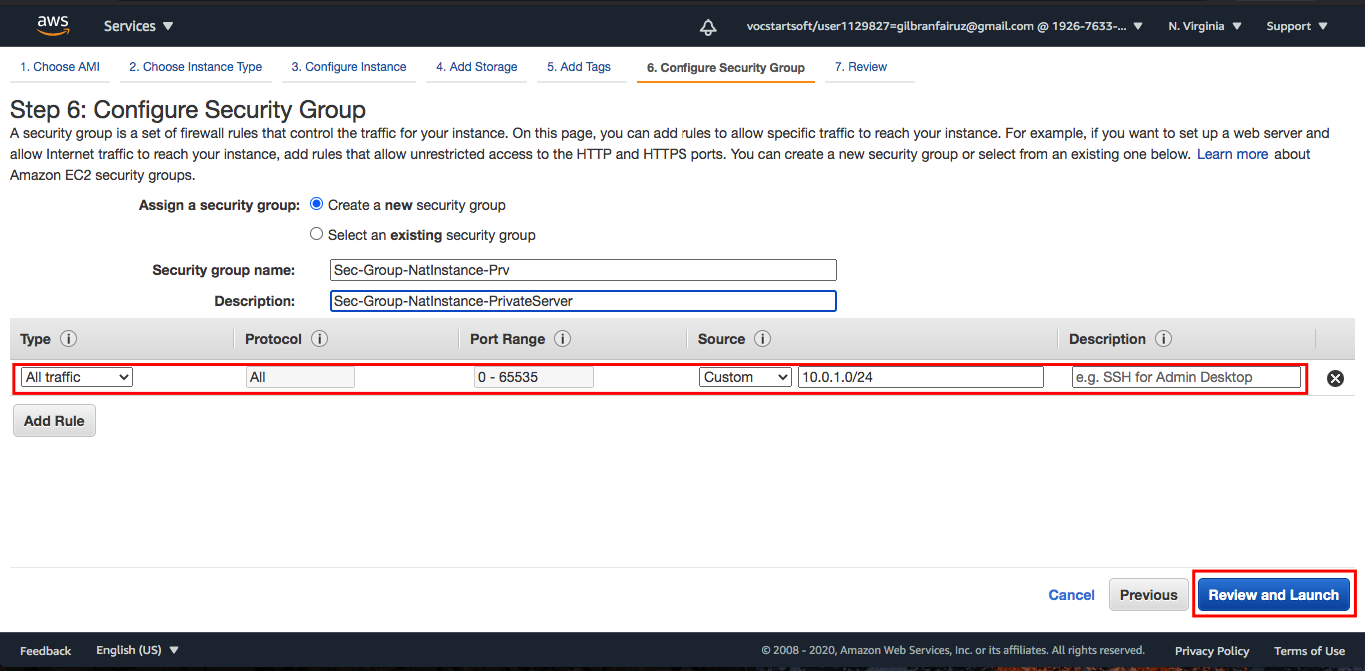 aws
Services
vocstartsoft/user1129827=gilbranfairuz@gmail.com @ 1926-7633-...
N. Virginia
Support
1. Choose AMI
2. Choose Instance Type
3. Configure Instance
4. Add Storage
5. Add Tags
6. Configure Security Group
7. Review
Step 6: Configure Security Group
A security group is a set of firewall rules that control the traffic for your instance. On this page, you can add rules to allow specific traffic to reach your instance. For example, if you want to set up a web server and
allow Internet traffic to reach your instance, add rules that allow unrestricted access to the HTTP and HTTPS ports. You can create a new security group or select from an existing one below. Learn more about
Amazon EC2 security groups.
Assign a security group: Create a new security group
Select an existing security group
Security group name: Sec-Group-NatInstance-Prv
Description: Sec-Group-NatInstance-PrivateServer
Type i Protocol i Port Range i Source i Description i
All traffic All 0 - 65535 Custom 10.0.1.0/24 e.g. SSH for Admin Desktop
Add Rule
Cancel Previous Review and Launch
Feedback English (US) © 2008 - 2020, Amazon Web Services, Inc. or its affiliates. All rights reserved. Privacy Policy Terms of Use